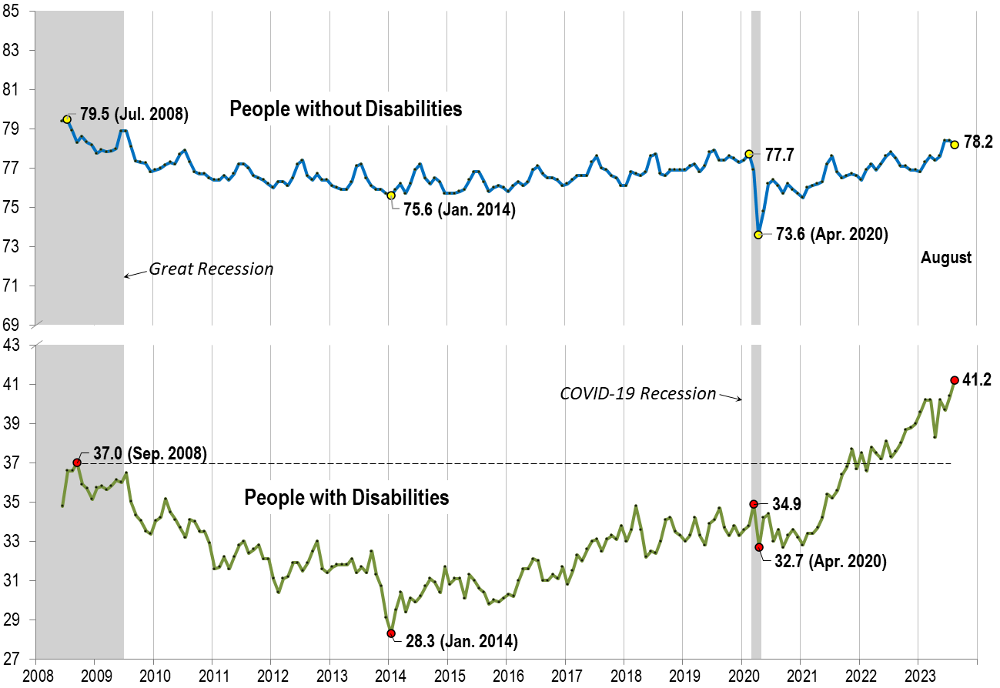 85
83
81
79
77
75
73
71
69
People without Disabilities
79.5 (Jul. 2008)
75.6 (Jan. 2014)
77.7
73.6 (Apr. 2020)
78.2
August
Great Recession
43
41
39
37
35
33
31
29
27
COVID-19 Recession
41.2
37.0 (Sep. 2008)
People with Disabilities
34.9
32.7 (Apr. 2020)
28.3 (Jan. 2014)
2008 2009 2010 2011 2012 2013 2014 2015 2016 2017 2018 2019 2020 2021 2022 2023